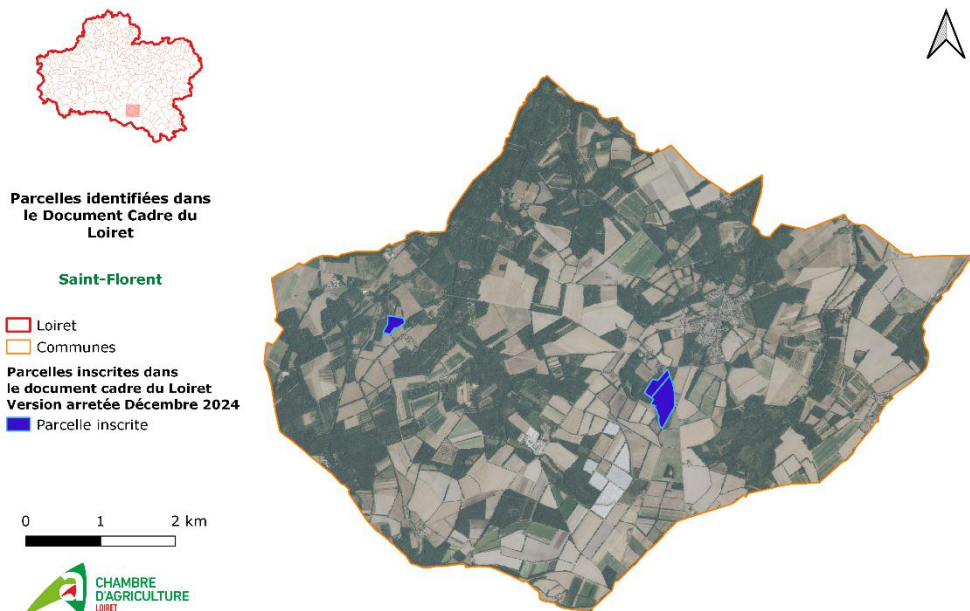 Parcelles identifiées dans
le Document Cadre du
Loiret
Saint-Florent
Loiret
Communes
Parcelles inscrites dans
le document cadre du Loiret
Version arretée Décembre 2024
Parcelle inscrite
0 1 2 km
CHAMBRE
D'AGRICULTURE
LOIRET